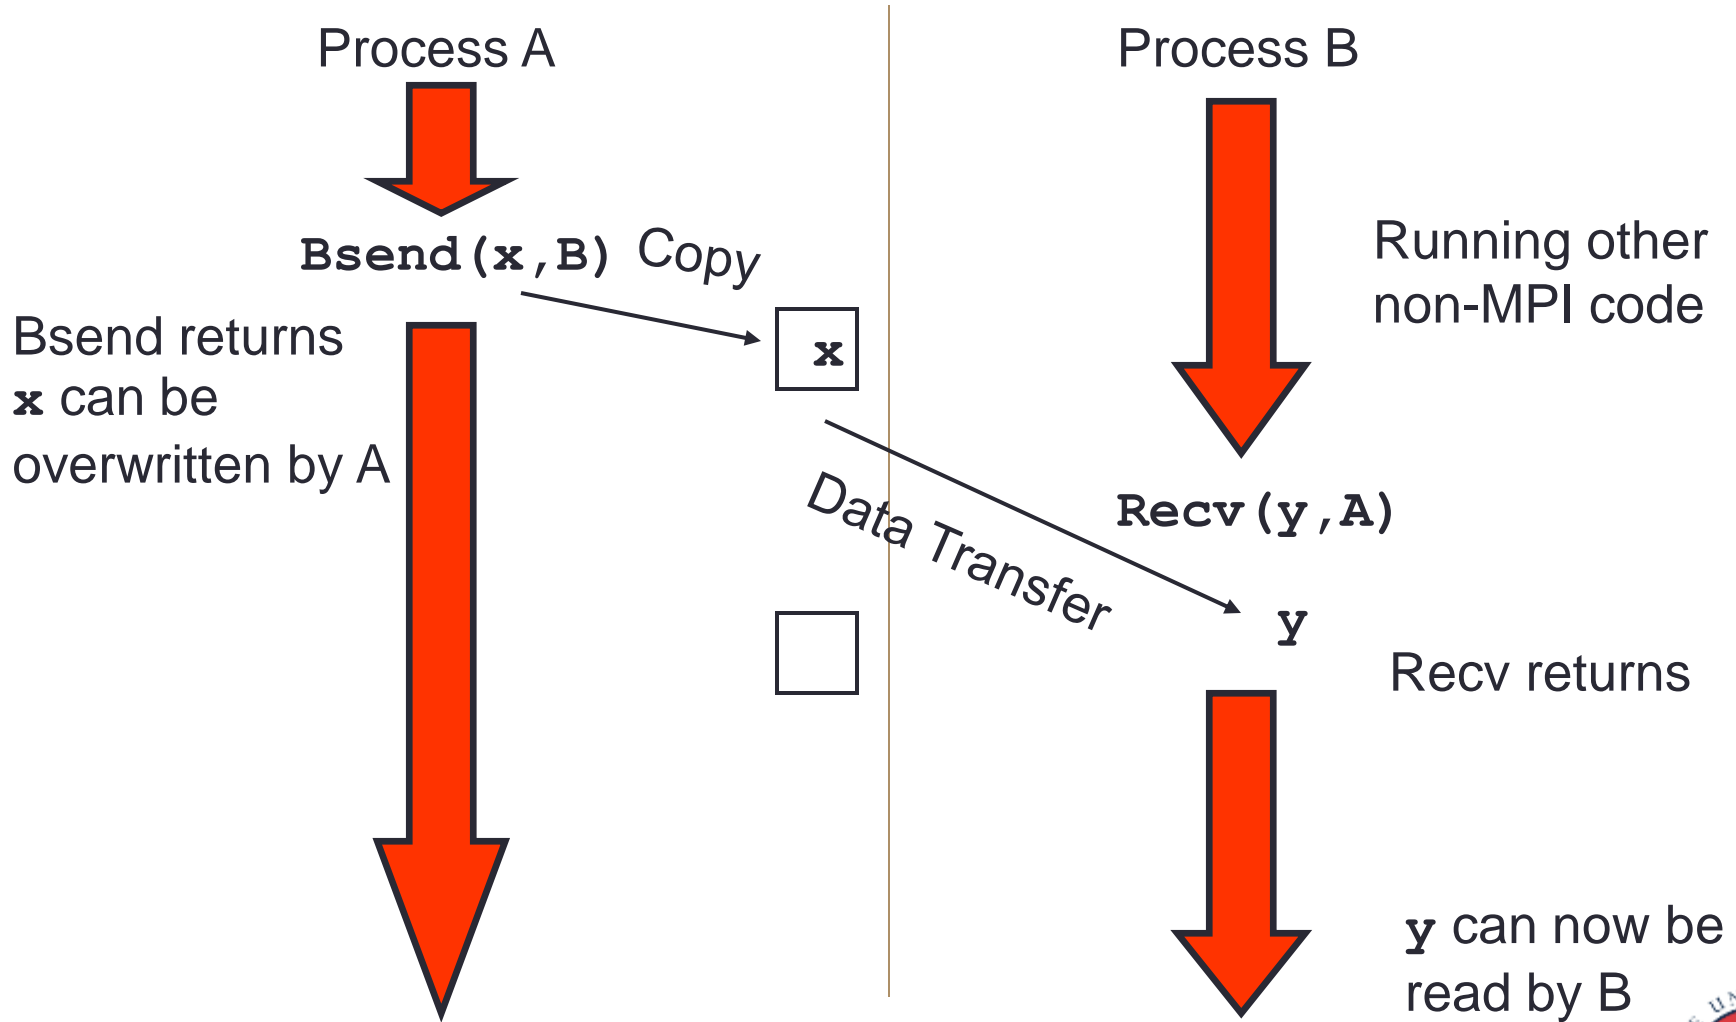 Process A
Process B
Bsend(x,B)
Copy
Running other
non-MPI code
Bsend returns
x can be
overwritten by A
x
Data Transfer
Recv(y,A)
y
Recv returns
y can now be
read by B